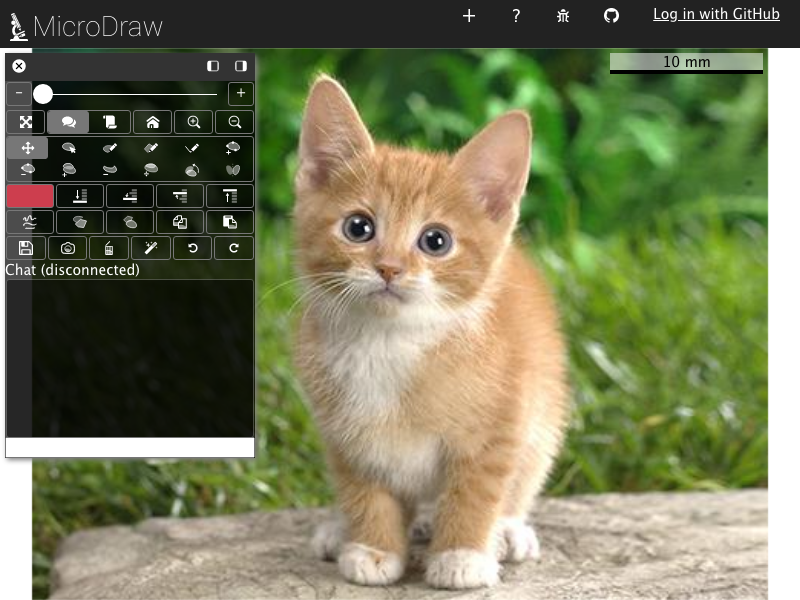 MicroDraw
+
?
Log in with GitHub
10 mm
−
+
Chat (disconnected)